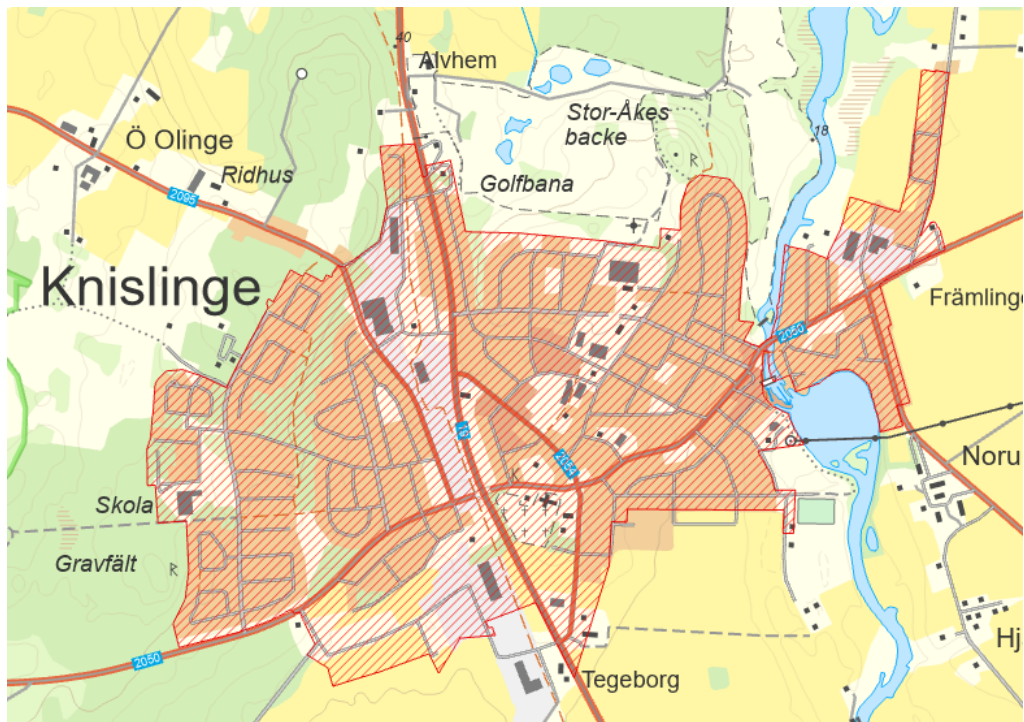 40
Alvhem
Stor-Åkes
backe
18
Ö Olinge
Ridhus
2095
Golfbana
Knislinge
Främlinge
2050
19
2054
K
Noru
Skola
Gravfält
R
R
2050
Tegeborg
Hj